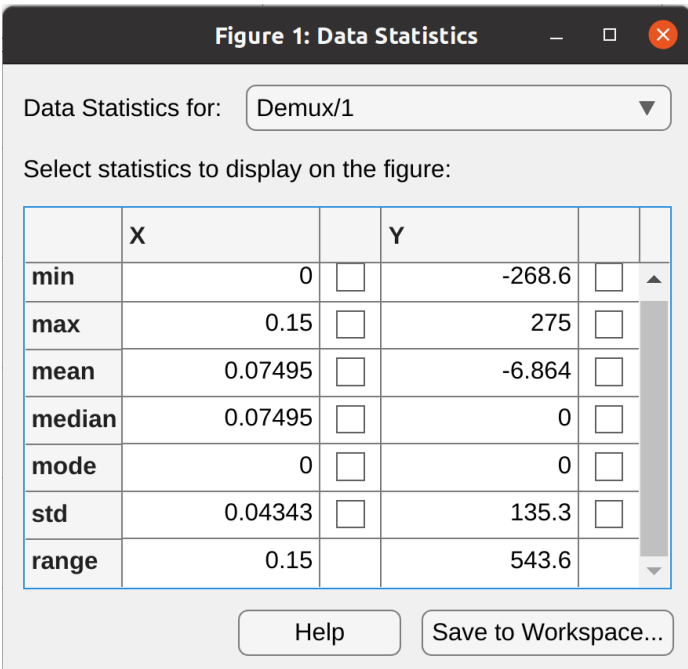 Figure 1: Data Statistics
Data Statistics for: Demux/1
Select statistics to display on the figure:
X Y
min 0 -268.6
max 0.15 275
mean 0.07495 -6.864
median 0.07495 0
mode 0 0
std 0.04343 135.3
range 0.15 543.6
Help Save to Workspace...